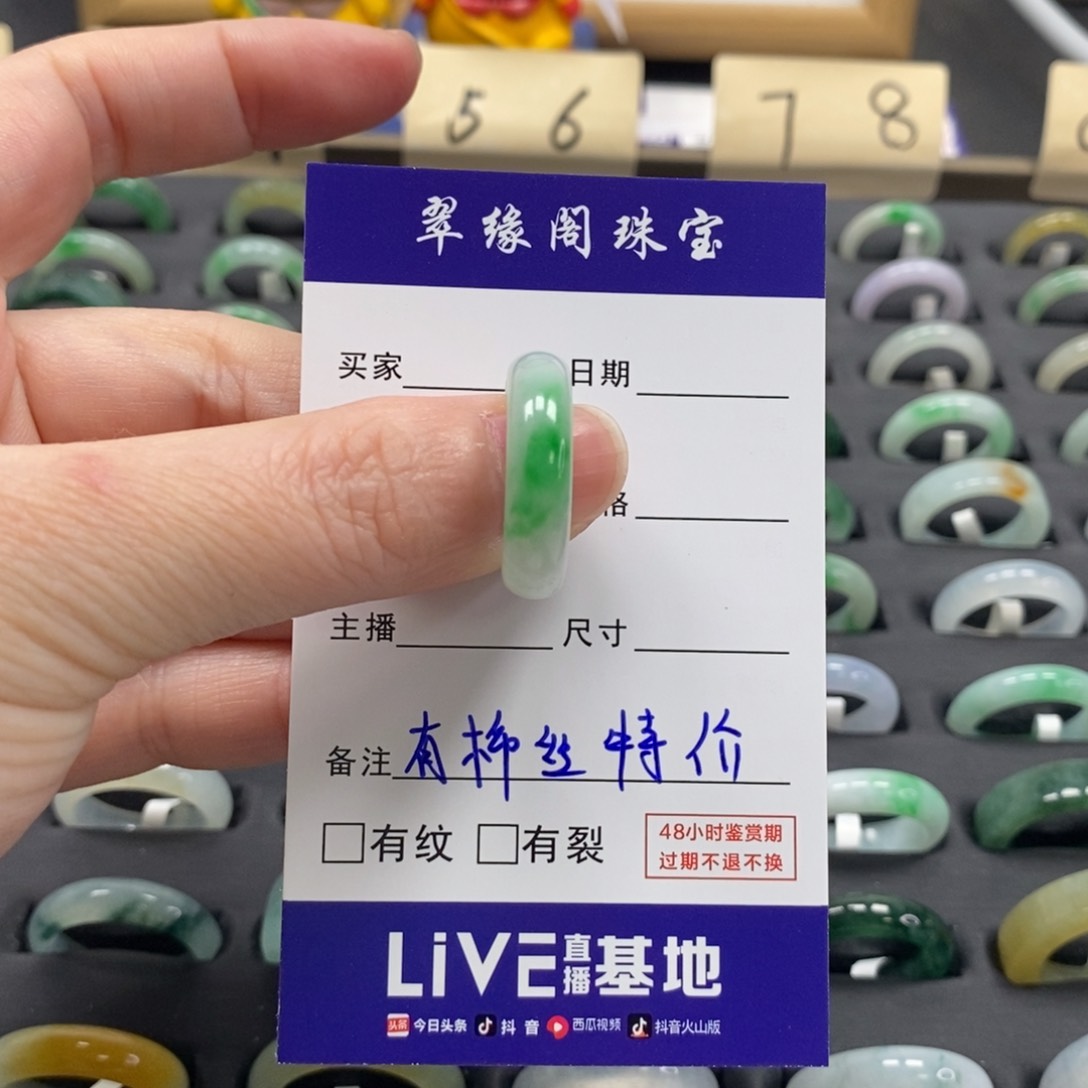 5 6
7 8
翠缘阁珠宝
买家 日期
格
主播 尺寸
备注 有柳丝特价
有纹 有裂
48小时鉴赏期
过期不退不换
LiVE直播基地
头条 今日头条 抖音 西瓜视频 抖音火山版